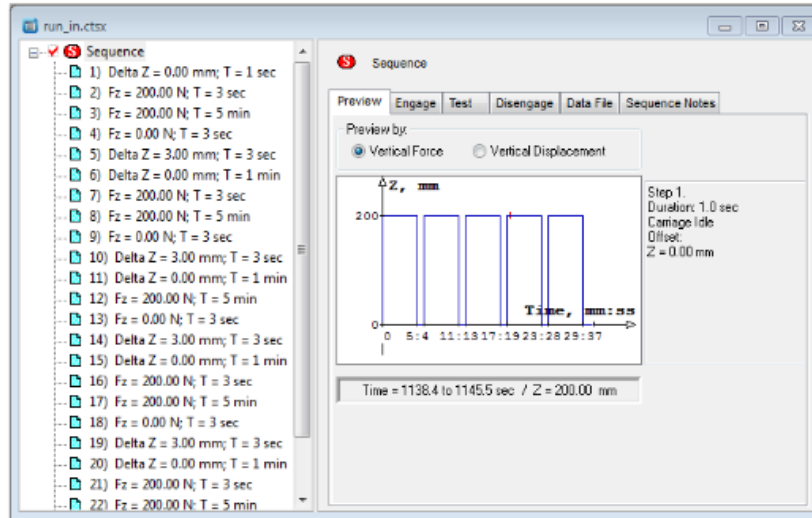 run_in.ctsx
Sequence
1) Delta Z = 0.00 mm; T = 1 sec
2) Fz = 200.00 N; T = 3 sec
3) Fz = 200.00 N; T = 5 min
4) Fz = 0.00 N; T = 3 sec
5) Delta Z = 3.00 mm; T = 3 sec
6) Delta Z = 0.00 mm; T = 1 min
7) Fz = 200.00 N; T = 3 sec
8) Fz = 200.00 N; T = 5 min
9) Fz = 0.00 N; T = 3 sec
10) Delta Z = 3.00 mm; T = 3 sec
11) Delta Z = 0.00 mm; T = 1 min
12) Fz = 200.00 N; T = 5 min
13) Fz = 0.00 N; T = 3 sec
14) Delta Z = 3.00 mm; T = 3 sec
15) Delta Z = 0.00 mm; T = 1 min
16) Fz = 200.00 N; T = 3 sec
17) Fz = 200.00 N; T = 5 min
18) Fz = 0.00 N; T = 3 sec
19) Delta Z = 3.00 mm; T = 3 sec
20) Delta Z = 0.00 mm; T = 1 min
21) Fz = 200.00 N; T = 3 sec
22) Fz = 200.00 N; T = 5 min
S Sequence
Preview Engage Test Disengage Data File Sequence Notes
Preview by:
Vertical Force Vertical Displacement
Z, mm
200
Time, mm:ss
0
0 5:4 11:13 17:19 23:28 29:37
Step 1.
Duration: 1.0 sec
Carriage Idle
Offset:
Z = 0.00 mm
Time = 1138.4 to 1145.5 sec / Z = 200.00 mm